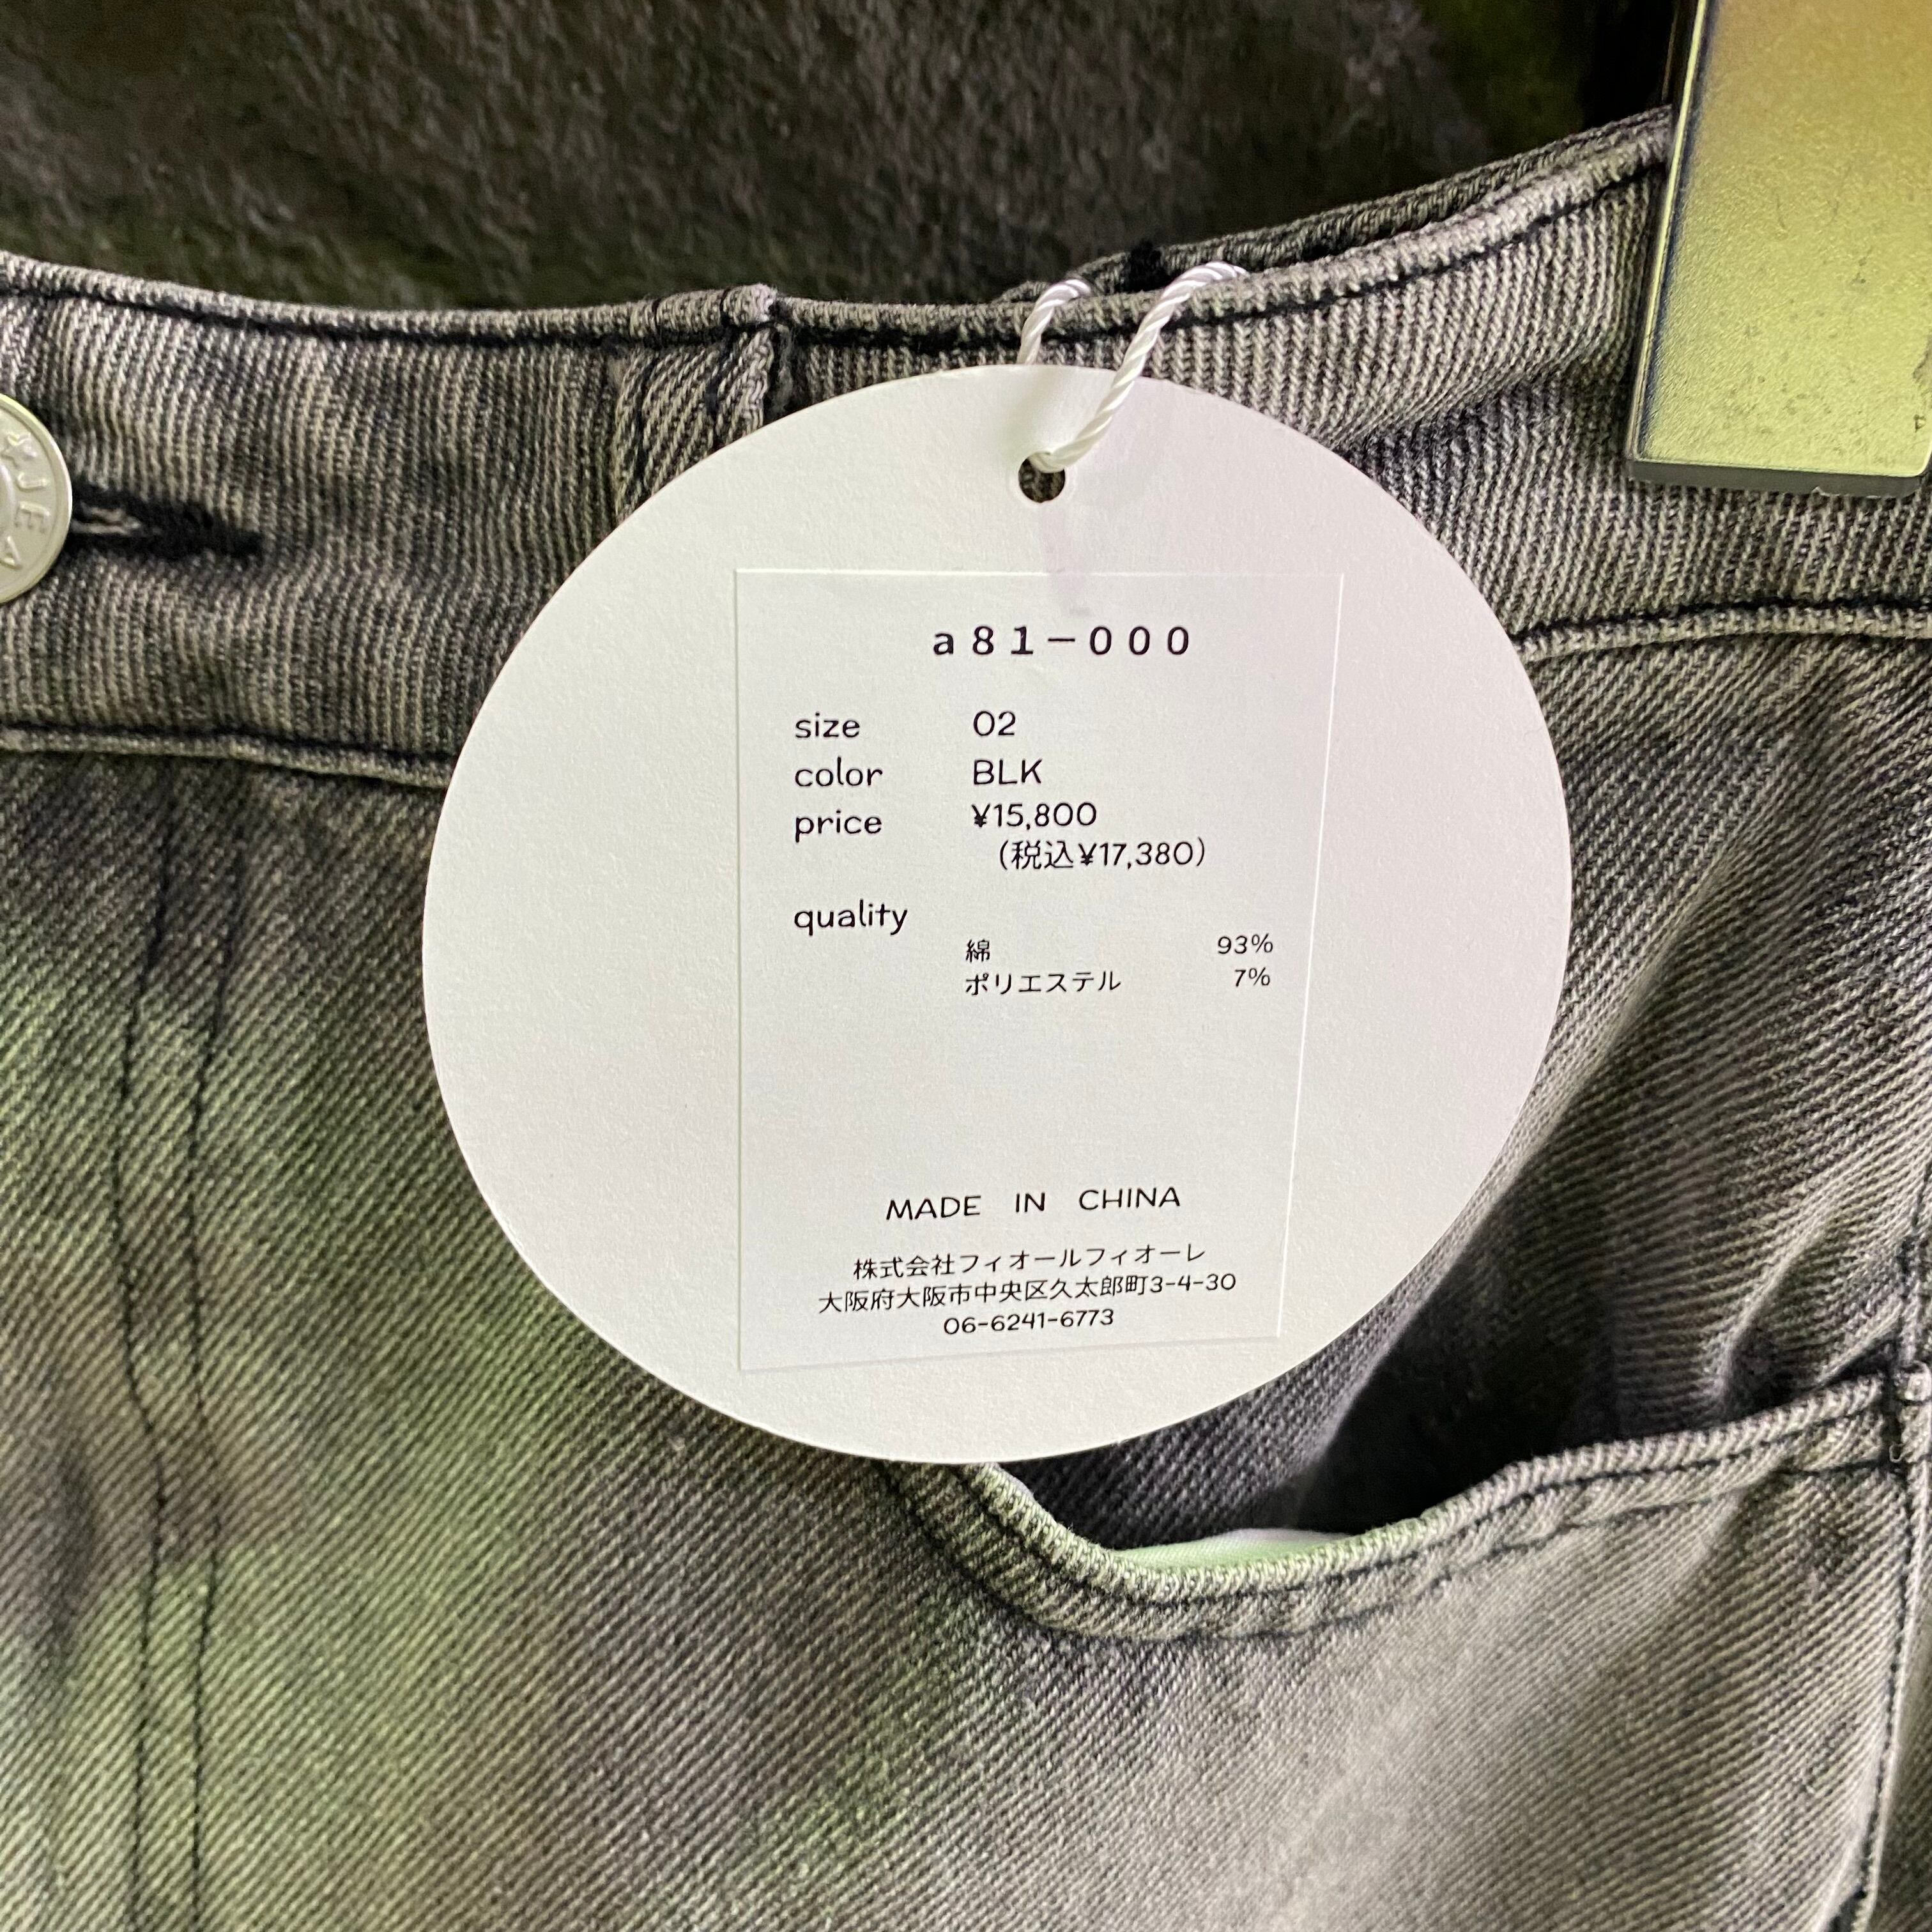 a81-000
size 02
color BLK
price ¥15,800
(税込¥17,380)
quality
綿 93%
ポリエステル 7%
MADE IN CHINA
株式会社フィオールフィオーレ
大阪府大阪市中央区久太郎町3-4-30
06-6241-6773